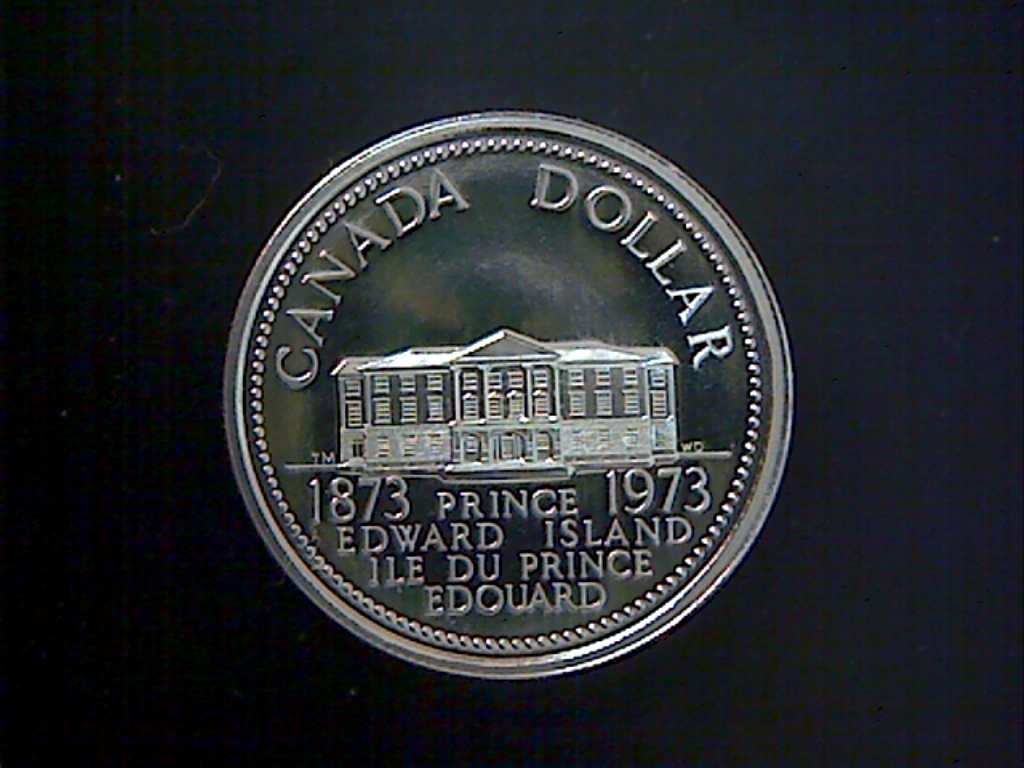 CANADA DOLLAR
TM WD
1873 PRINCE 1973
EDWARD ISLAND
ILE DU PRINCE
EDOUARD